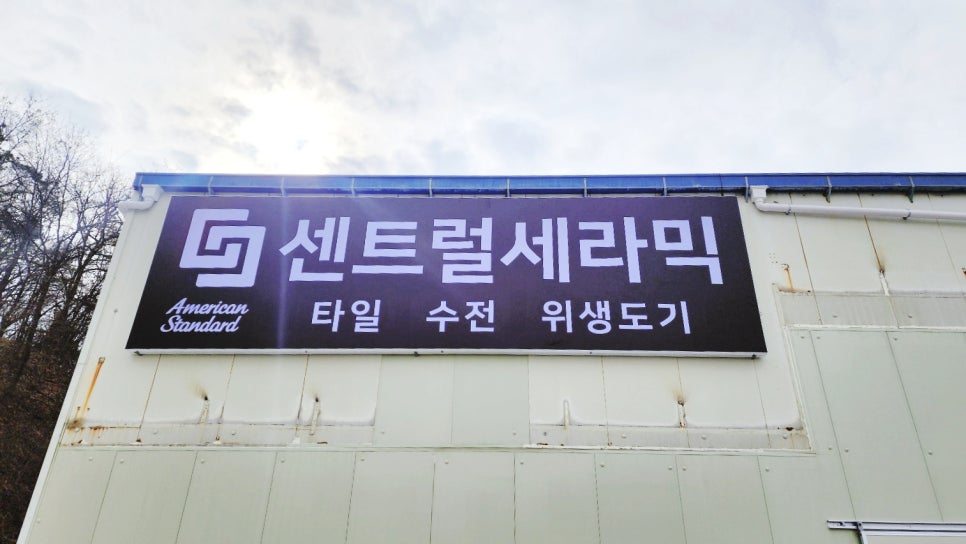 센트럴세라믹
American
Standard
타일 수전 위생도기